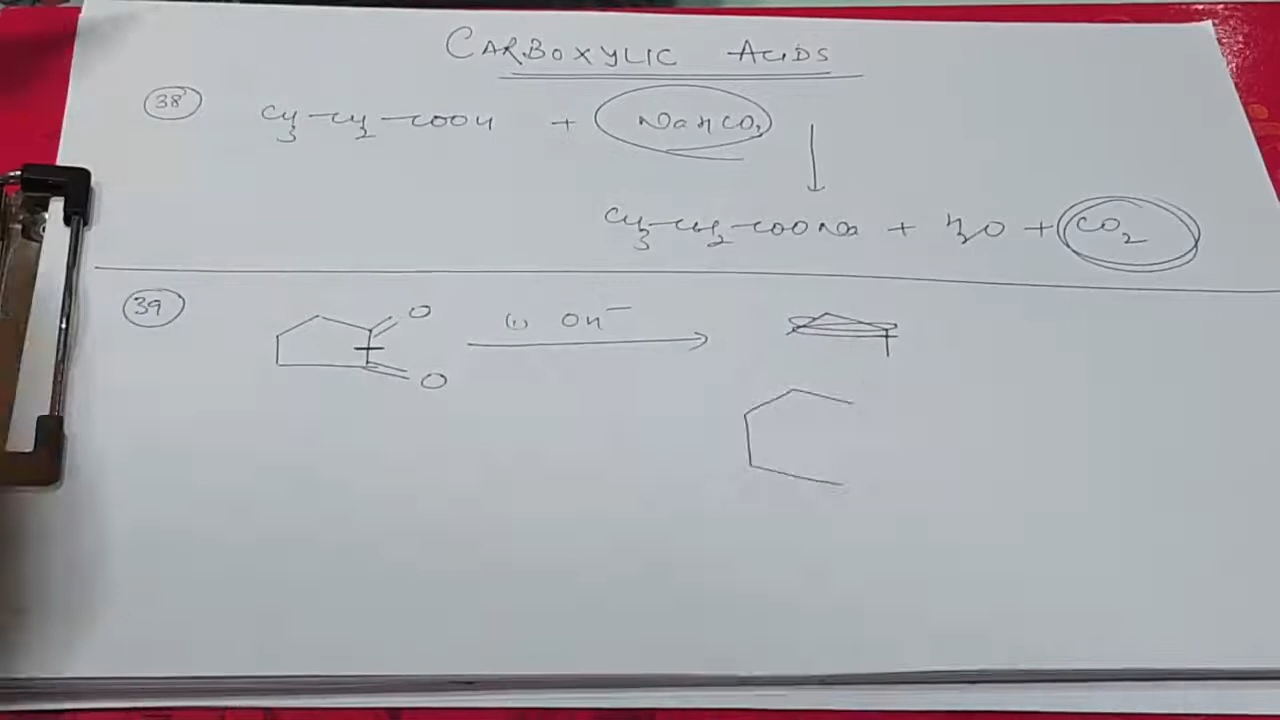 CARBOXYLIC ACIDS
38 CH3-CH2-COOH + NaHCO3
CH3-CH2-COONa + H2O + CO2
39 O (i) OH−
O